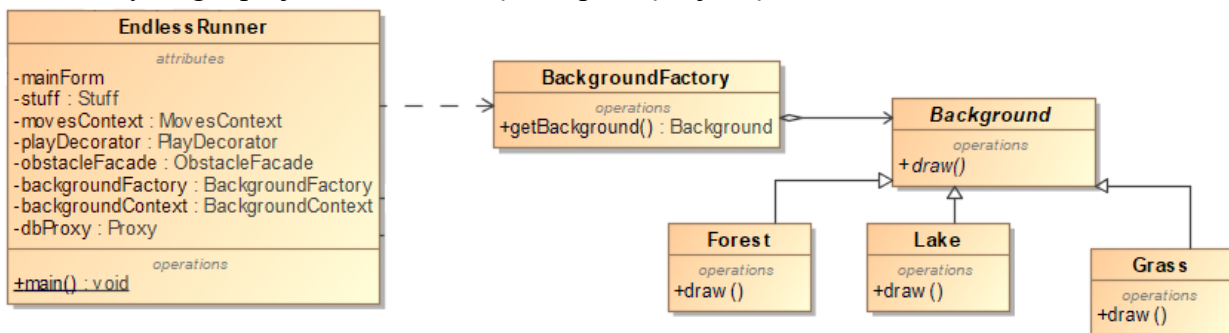 EndlessRunner
attributes
-mainForm
-stuff : Stuff
-movesContext : MovesContext
-playDecorator : PlayDecorator
-obstacleFacade : ObstacleFacade
-backgroundFactory : BackgroundFactory
-backgroundContext : BackgroundContext
-dbProxy : Proxy
operations
+main() : void
BackgroundFactory
operations
+getBackground() : Background
Background
operations
+ draw()
Forest
operations
+draw ()
Lake
operations
+draw ()
Grass
operations
+draw ()